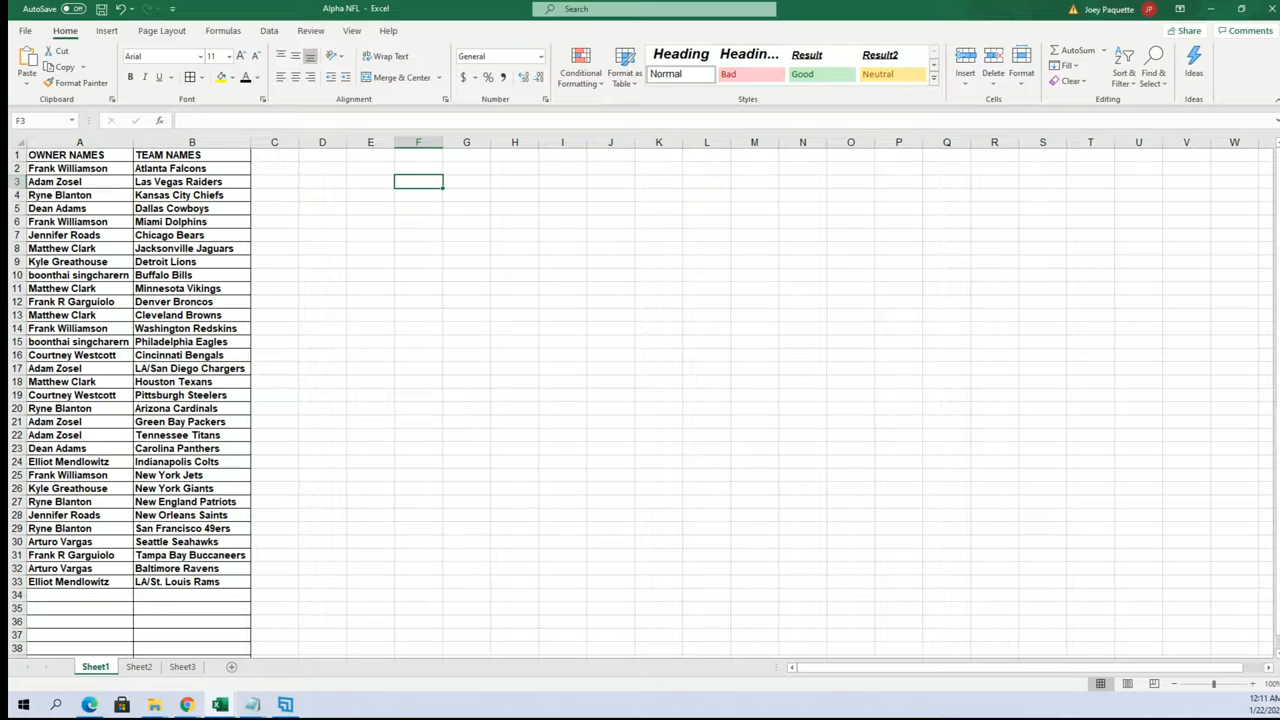 AutoSave Off Alpha NFL - Excel Search Joey Paquette JP
File Home Insert Page Layout Formulas Data Review View Help Share Comments
Paste Cut Copy Format Painter Clipboard
Arial 11 B I U A Font
Wrap Text Merge & Center Alignment
General $ % Number
Conditional Formatting Format as Table Heading Headin... Result Result2 Normal Bad Good Neutral Styles
Insert Delete Format Cells
AutoSum Fill Clear Sort & Filter Find & Select Editing
Ideas Ideas
F3 fx
A B C D E F G H I J K L M N O P Q R S T U V W
1 OWNER NAMES TEAM NAMES
2 Frank Williamson Atlanta Falcons
3 Adam Zosel Las Vegas Raiders
4 Ryne Blanton Kansas City Chiefs
5 Dean Adams Dallas Cowboys
6 Frank Williamson Miami Dolphins
7 Jennifer Roads Chicago Bears
8 Matthew Clark Jacksonville Jaguars
9 Kyle Greathouse Detroit Lions
10 boonthai singcharern Buffalo Bills
11 Matthew Clark Minnesota Vikings
12 Frank R Garguiolo Denver Broncos
13 Matthew Clark Cleveland Browns
14 Frank Williamson Washington Redskins
15 boonthai singcharern Philadelphia Eagles
16 Courtney Westcott Cincinnati Bengals
17 Adam Zosel LA/San Diego Chargers
18 Matthew Clark Houston Texans
19 Courtney Westcott Pittsburgh Steelers
20 Ryne Blanton Arizona Cardinals
21 Adam Zosel Green Bay Packers
22 Adam Zosel Tennessee Titans
23 Dean Adams Carolina Panthers
24 Elliot Mendlowitz Indianapolis Colts
25 Frank Williamson New York Jets
26 Kyle Greathouse New York Giants
27 Ryne Blanton New England Patriots
28 Jennifer Roads New Orleans Saints
29 Ryne Blanton San Francisco 49ers
30 Arturo Vargas Seattle Seahawks
31 Frank R Garguiolo Tampa Bay Buccaneers
32 Arturo Vargas Baltimore Ravens
33 Elliot Mendlowitz LA/St. Louis Rams
34
35
36
37
38
Sheet1 Sheet2 Sheet3
100%
12:11 AM
1/22/202